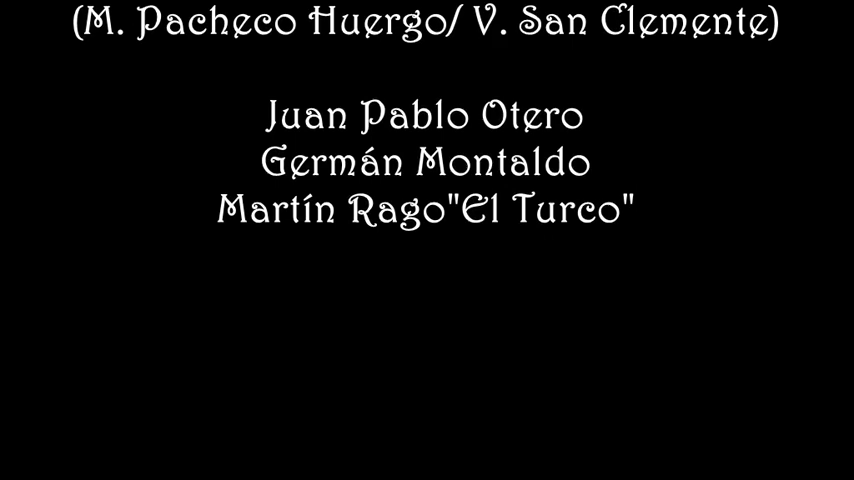 (M. Pacheco Huergo/ V. San Clemente)
Juan Pablo Otero
Germán Montaldo
Martín Rago"El Turco"